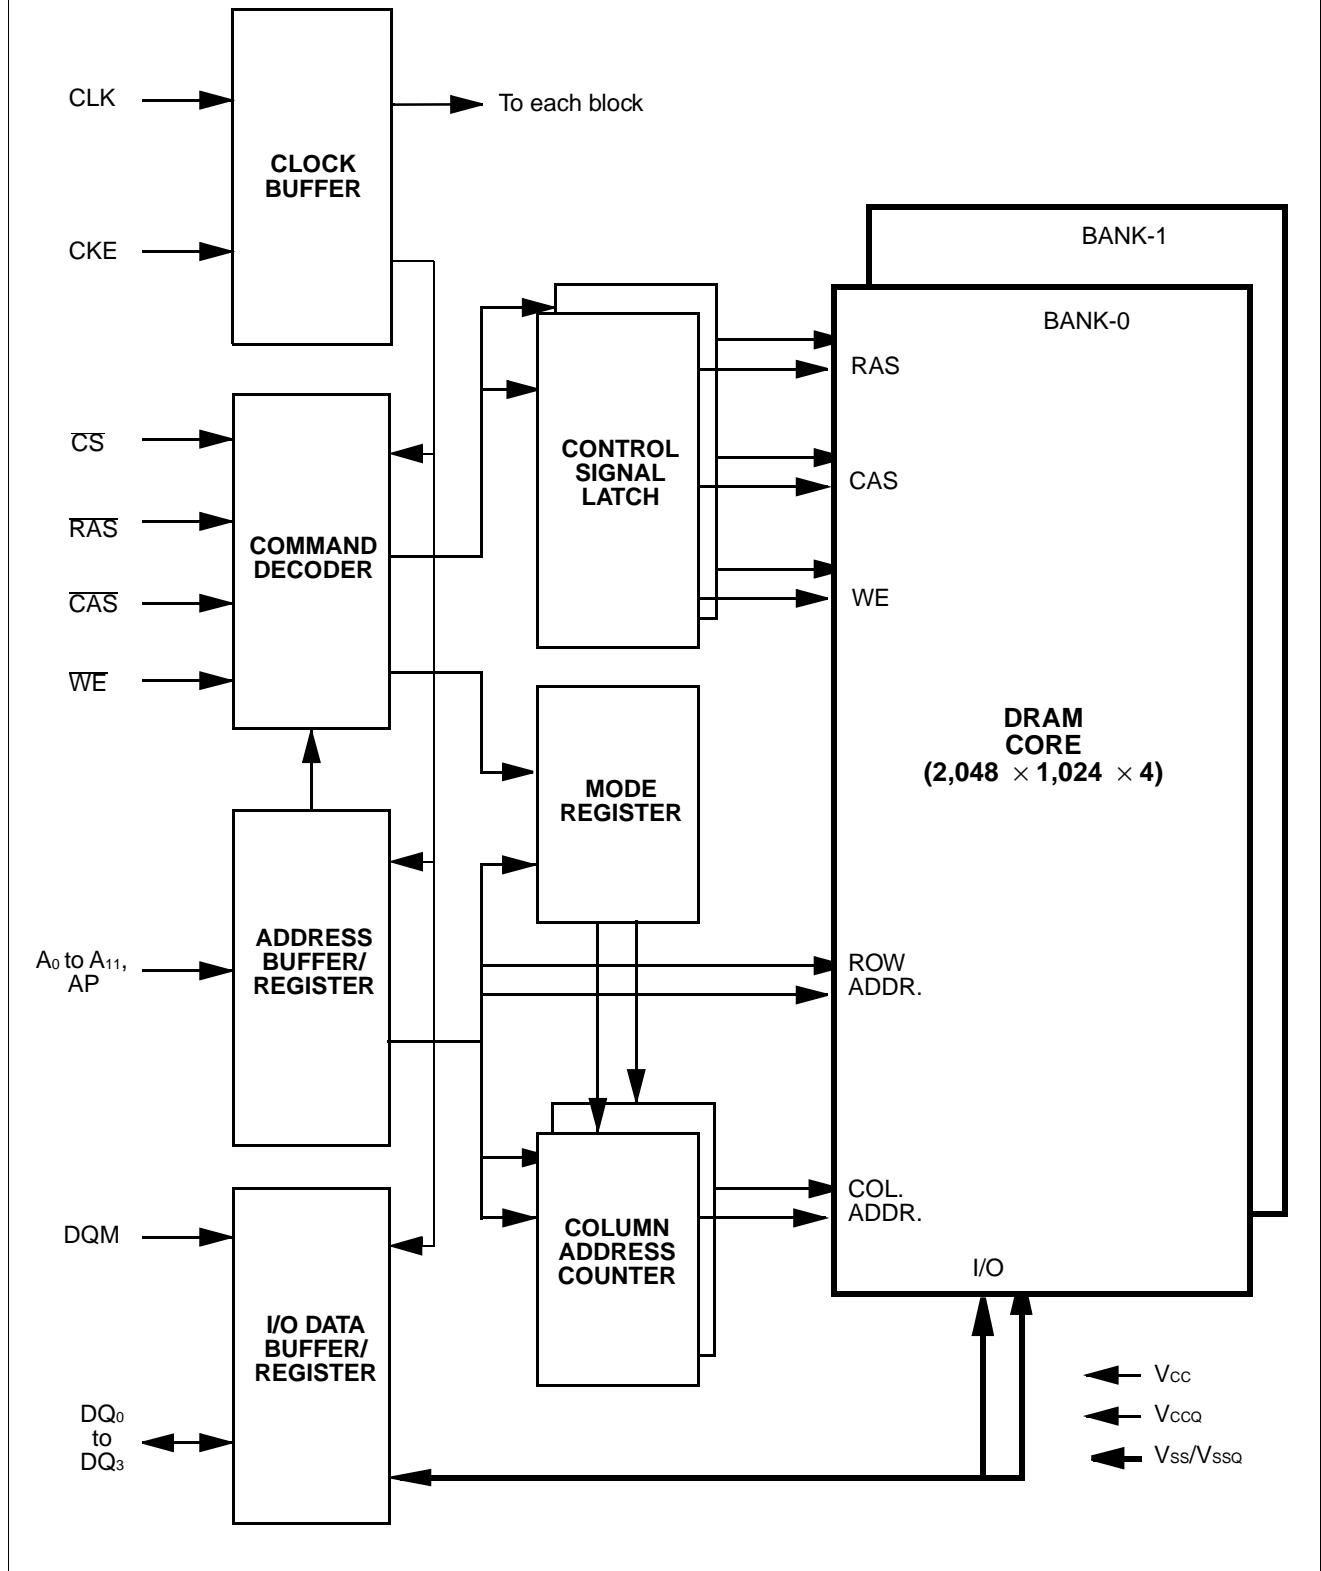 CLK
To each block
CLOCK
BUFFER
CKE
BANK-1
BANK-0
RAS
CS
CONTROL
SIGNAL
LATCH
CAS
RAS
COMMAND
DECODER
CAS
WE
WE
DRAM
CORE
(2,048 × 1,024 × 4)
MODE
REGISTER
ADDRESS
BUFFER/
REGISTER
A0 to A11,
AP
ROW
ADDR.
COL.
ADDR.
DQM
COLUMN
ADDRESS
COUNTER
I/O
I/O DATA
BUFFER/
REGISTER
DQ0
to
DQ3
VCC
VCCQ
VSS/VSSQ